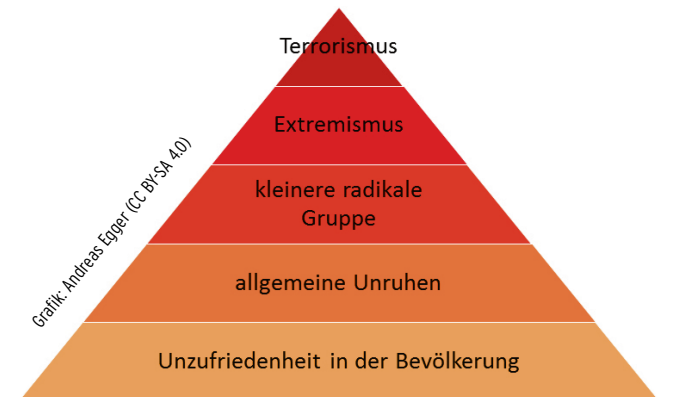 Terrorismus
Extremismus
kleinere radikale
Gruppe
allgemeine Unruhen
Unzufriedenheit in der Bevölkerung
Grafik: Andreas Egger (CC BY-SA 4.0)